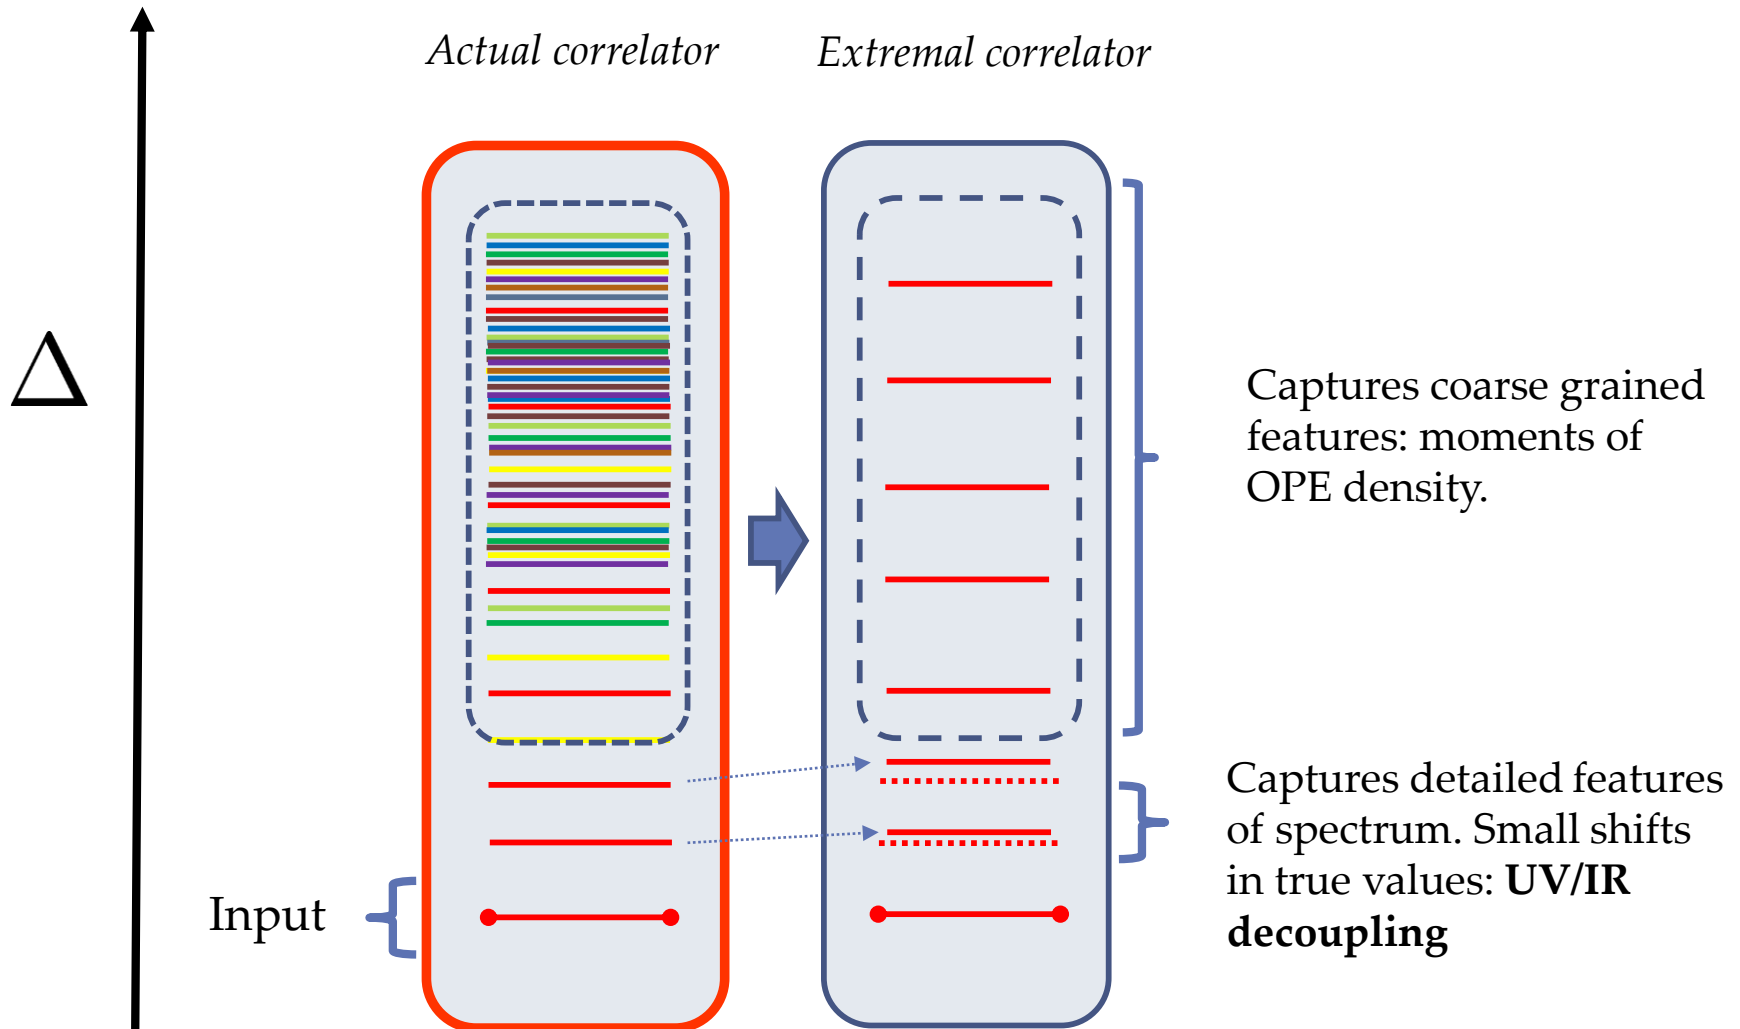 Actual correlator
Extremal correlator
Δ
Captures coarse grained
features: moments of
OPE density.
Captures detailed features
of spectrum. Small shifts
in true values: UV/IR
decoupling
Input